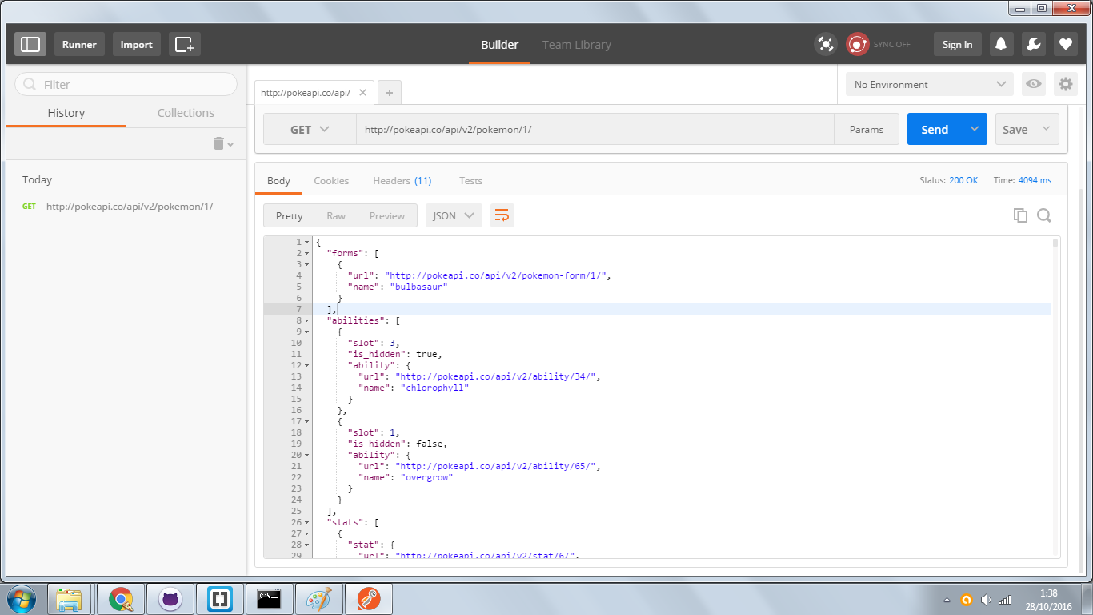 Runner Import Builder Team Library SYNC OFF Sign In
Filter
History Collections
Today
GET http://pokeapi.co/api/v2/pokemon/1/
http://pokeapi.co/api/ × + No Environment
GET http://pokeapi.co/api/v2/pokemon/1/ Params Send Save
Body Cookies Headers (11) Tests Status: 200 OK Time: 4094 ms
Pretty Raw Preview JSON
1 {
2 "forms": [
3 {
4 "url": "http://pokeapi.co/api/v2/pokemon-form/1/",
5 "name": "bulbasaur"
6 }
7 ],
8 "abilities": [
9 {
10 "slot": 3,
11 "is_hidden": true,
12 "ability": {
13 "url": "http://pokeapi.co/api/v2/ability/34/",
14 "name": "chlorophyll"
15 }
16 },
17 {
18 "slot": 1,
19 "is_hidden": false,
20 "ability": {
21 "url": "http://pokeapi.co/api/v2/ability/65/",
22 "name": "overgrow"
23 }
24 }
25 ],
26 "stats": [
27 {
28 "stat": {
29 "url": "http://pokeapi.co/api/v2/stat/6/",
1:38
28/10/2016